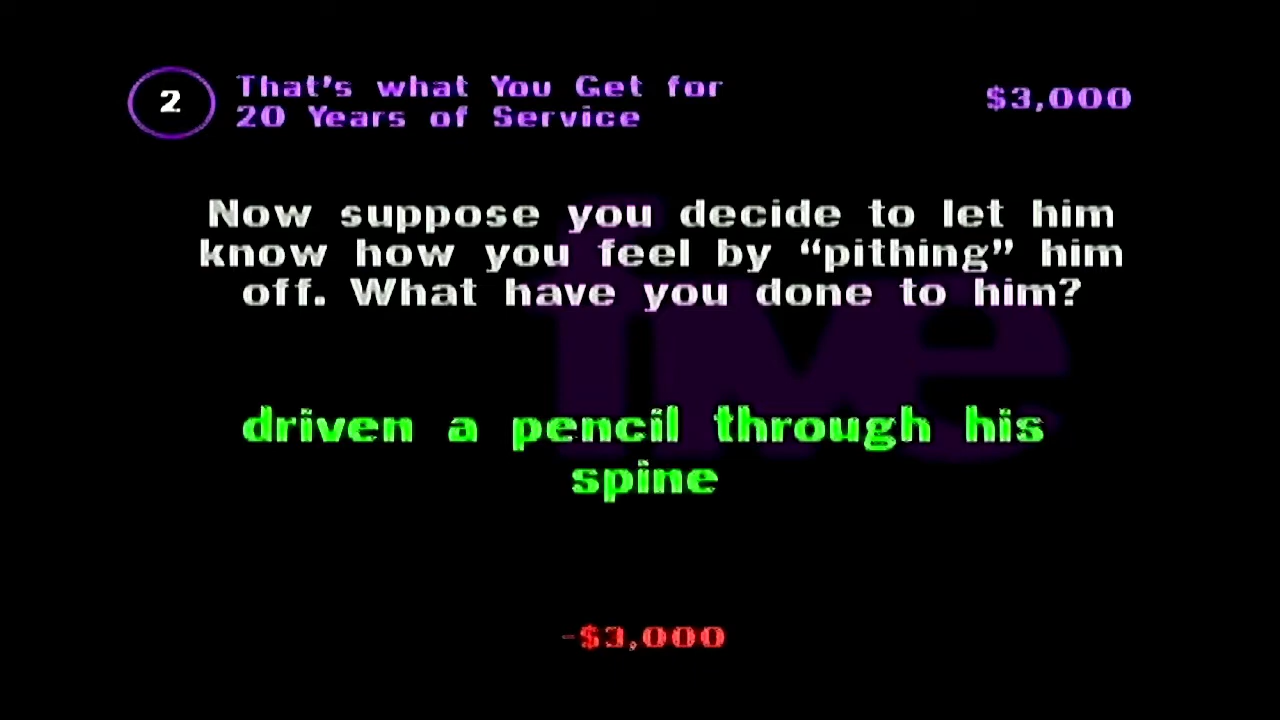 2
That's what You Get for
20 Years of Service
$3,000
Now suppose you decide to let him
know how you feel by “pithing” him
off. What have you done to him?
five
driven a pencil through his
spine
-$3,000